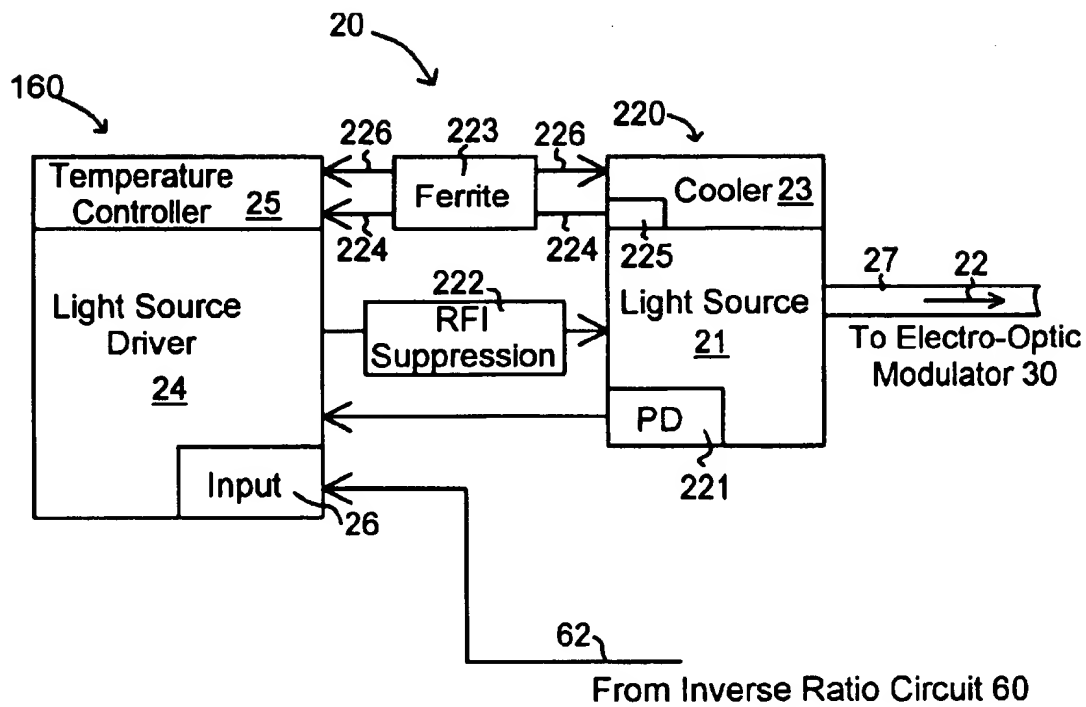 20
160
220
226
223
226
Temperature
Controller 25
Ferrite
Cooler 23
224
224
225
27
22
Light Source
Driver
24
222
RFI
Suppression
Light Source
21
To Electro-Optic
Modulator 30
PD
221
Input
26
62
From Inverse Ratio Circuit 60